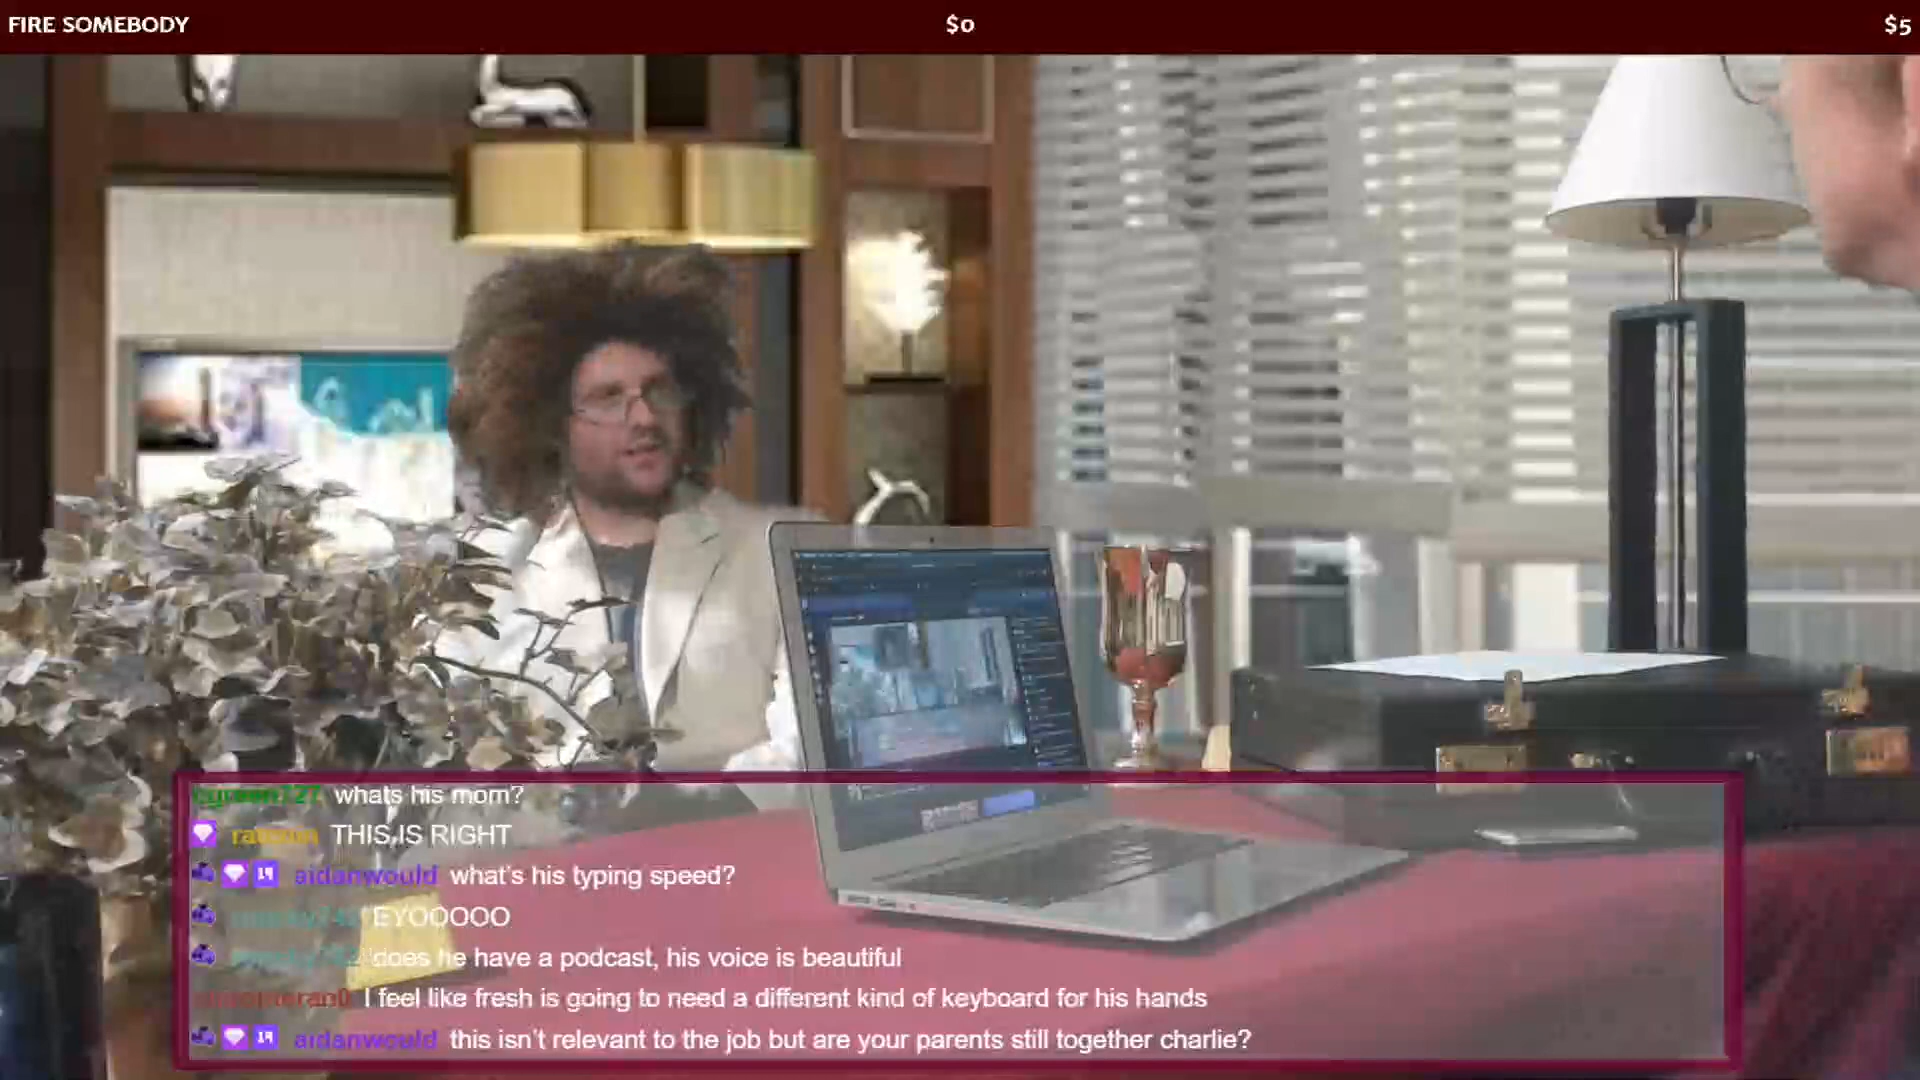 FIRE SOMEBODY $0 $5
whats his mom?
THIS IS RIGHT
aidanwould what's his typing speed?
EYOOOOO
does he have a podcast, his voice is beautiful
I feel like fresh is going to need a different kind of keyboard for his hands
aidanwould this isn't relevant to the job but are your parents still together charlie?